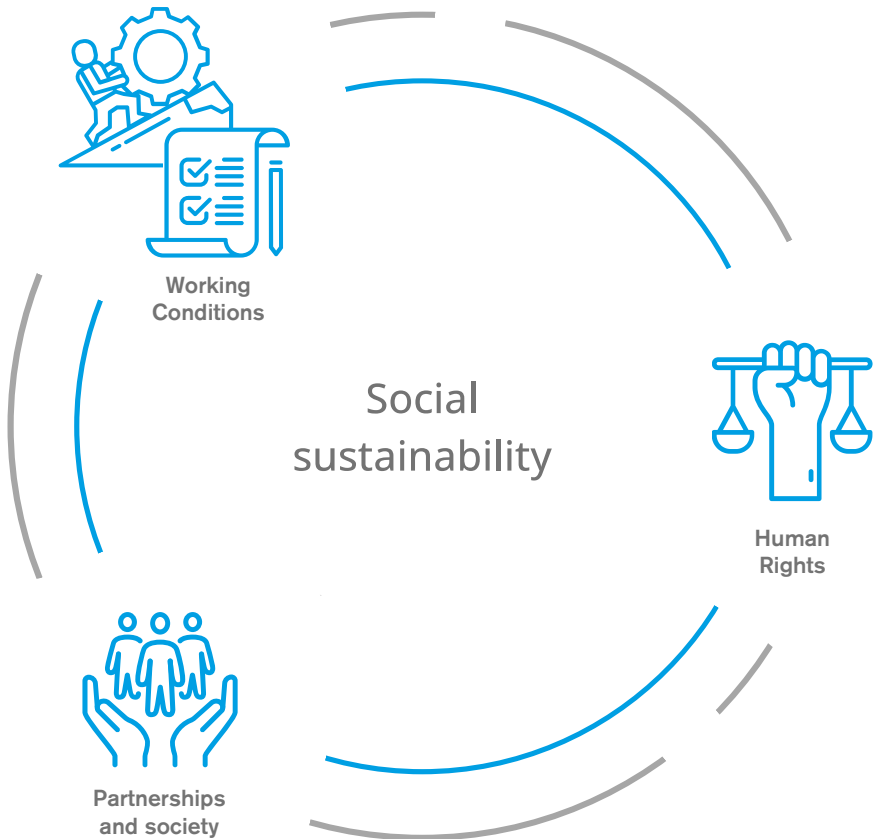 Working
Conditions
Social
sustainability
Human
Rights
Partnerships
and society